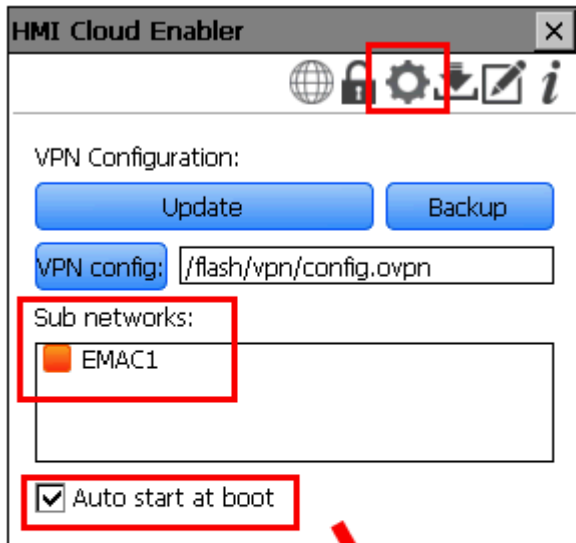 HMI Cloud Enabler
VPN Configuration:
Update Backup
VPN config: /flash/vpn/config.ovpn
Sub networks:
EMAC1
Auto start at boot